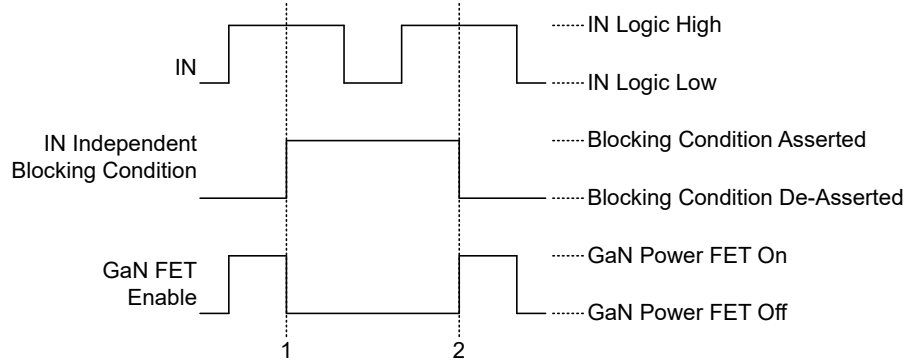 IN Logic High
IN
IN Logic Low
IN Independent
Blocking Condition
Blocking Condition Asserted
Blocking Condition De-Asserted
GaN FET
Enable
GaN Power FET On
GaN Power FET Off
1
2